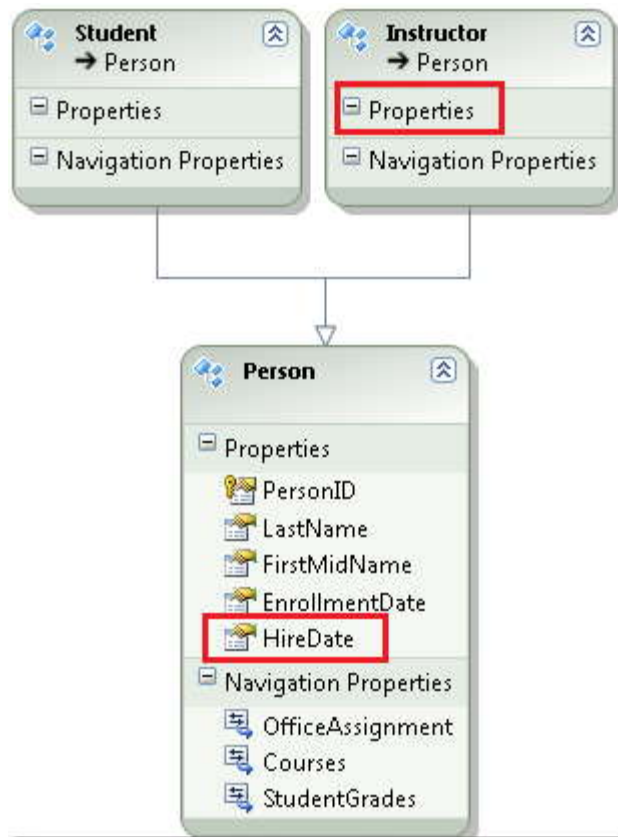 Student
➔ Person
Properties
Navigation Properties
Instructor
➔ Person
Properties
Navigation Properties
Person
Properties
PersonID
LastName
FirstMidName
EnrollmentDate
HireDate
Navigation Properties
OfficeAssignment
Courses
StudentGrades